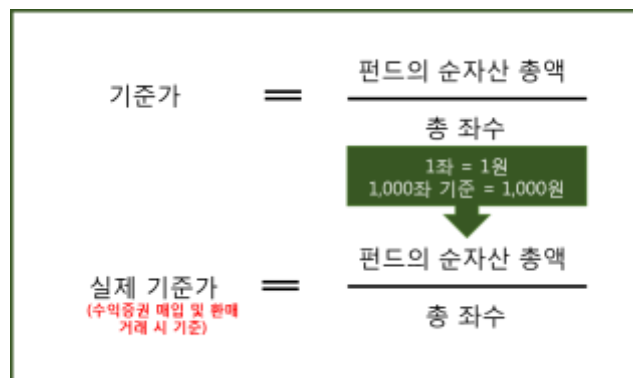 펀드의 순자산 총액
기준가 =
총 좌수
1좌 = 1원
1,000좌 기준 = 1,000원
펀드의 순자산 총액
실제 기준가 =
(수익증권 매입 및 환매
거래 시 기준)
총 좌수